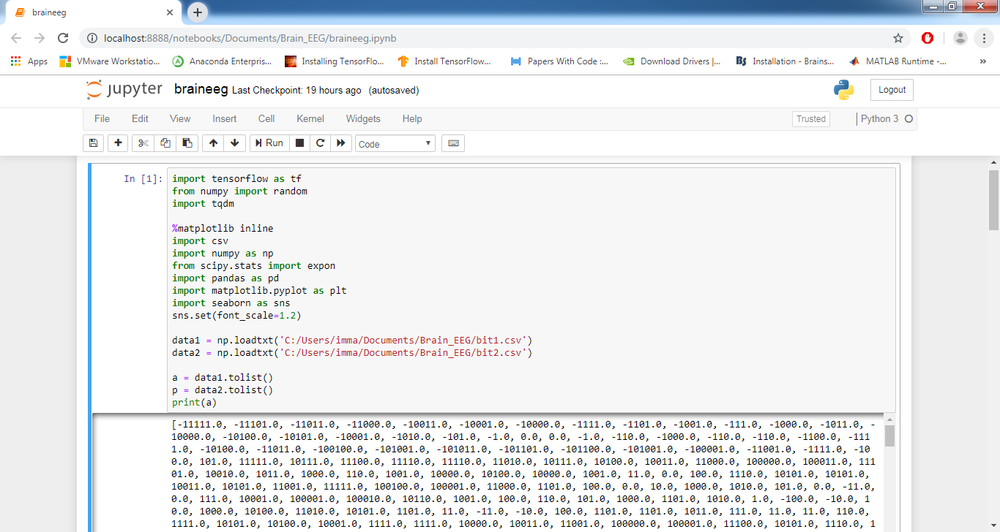 braineeg
localhost:8888/notebooks/Documents/Brain_EEG/braineeg.ipynb
Apps VMware Workstatio... Anaconda Enterpris... Installing TensorFlo... Install TensorFlow... Papers With Code :... Download Drivers |... Installation - Brains... MATLAB Runtime -... »
jupyter braineeg Last Checkpoint: 19 hours ago (autosaved) Logout
File Edit View Insert Cell Kernel Widgets Help Trusted Python 3
Run Code
In [1]: import tensorflow as tf
from numpy import random
import tqdm
%matplotlib inline
import csv
import numpy as np
from scipy.stats import expon
import pandas as pd
import matplotlib.pyplot as plt
import seaborn as sns
sns.set(font_scale=1.2)
data1 = np.loadtxt('C:/Users/imma/Documents/Brain_EEG/bit1.csv')
data2 = np.loadtxt('C:/Users/imma/Documents/Brain_EEG/bit2.csv')
a = data1.tolist()
p = data2.tolist()
print(a)
[-11111.0, -11101.0, -11011.0, -11000.0, -10011.0, -10001.0, -10000.0, -1111.0, -1101.0, -1001.0, -111.0, -1000.0, -1011.0, -
10000.0, -10100.0, -10101.0, -10001.0, -1010.0, -101.0, -1.0, 0.0, 0.0, -1.0, -110.0, -1000.0, -110.0, -110.0, -1100.0, -111
1.0, -10100.0, -11011.0, -100100.0, -101001.0, -101011.0, -101101.0, -101100.0, -101001.0, -100001.0, -11001.0, -1111.0, -10
0.0, 101.0, 11111.0, 10111.0, 11100.0, 11110.0, 11110.0, 11010.0, 10111.0, 10100.0, 10011.0, 11000.0, 100000.0, 100011.0, 111
01.0, 10010.0, 1011.0, 1000.0, 110.0, 1001.0, 10000.0, 10100.0, 10000.0, 1001.0, 11.0, 0.0, 100.0, 1110.0, 10101.0, 10101.0,
10011.0, 10101.0, 11001.0, 11111.0, 100100.0, 100001.0, 11000.0, 1101.0, 100.0, 0.0, 10.0, 1000.0, 1010.0, 101.0, 0.0, -11.0,
0.0, 111.0, 10001.0, 100001.0, 100010.0, 10110.0, 1001.0, 100.0, 110.0, 101.0, 1000.0, 1101.0, 1010.0, 1.0, -100.0, -10.0, 1
0.0, 1000.0, 10100.0, 11010.0, 10101.0, 1101.0, 11.0, -11.0, -10.0, 100.0, 1101.0, 1101.0, 1011.0, 111.0, 11.0, 11.0, 110.0,
1111.0, 10101.0, 10100.0, 10001.0, 1111.0, 1111.0, 10000.0, 10011.0, 11001.0, 100000.0, 100001.0, 11100.0, 10101.0, 1110.0, 1